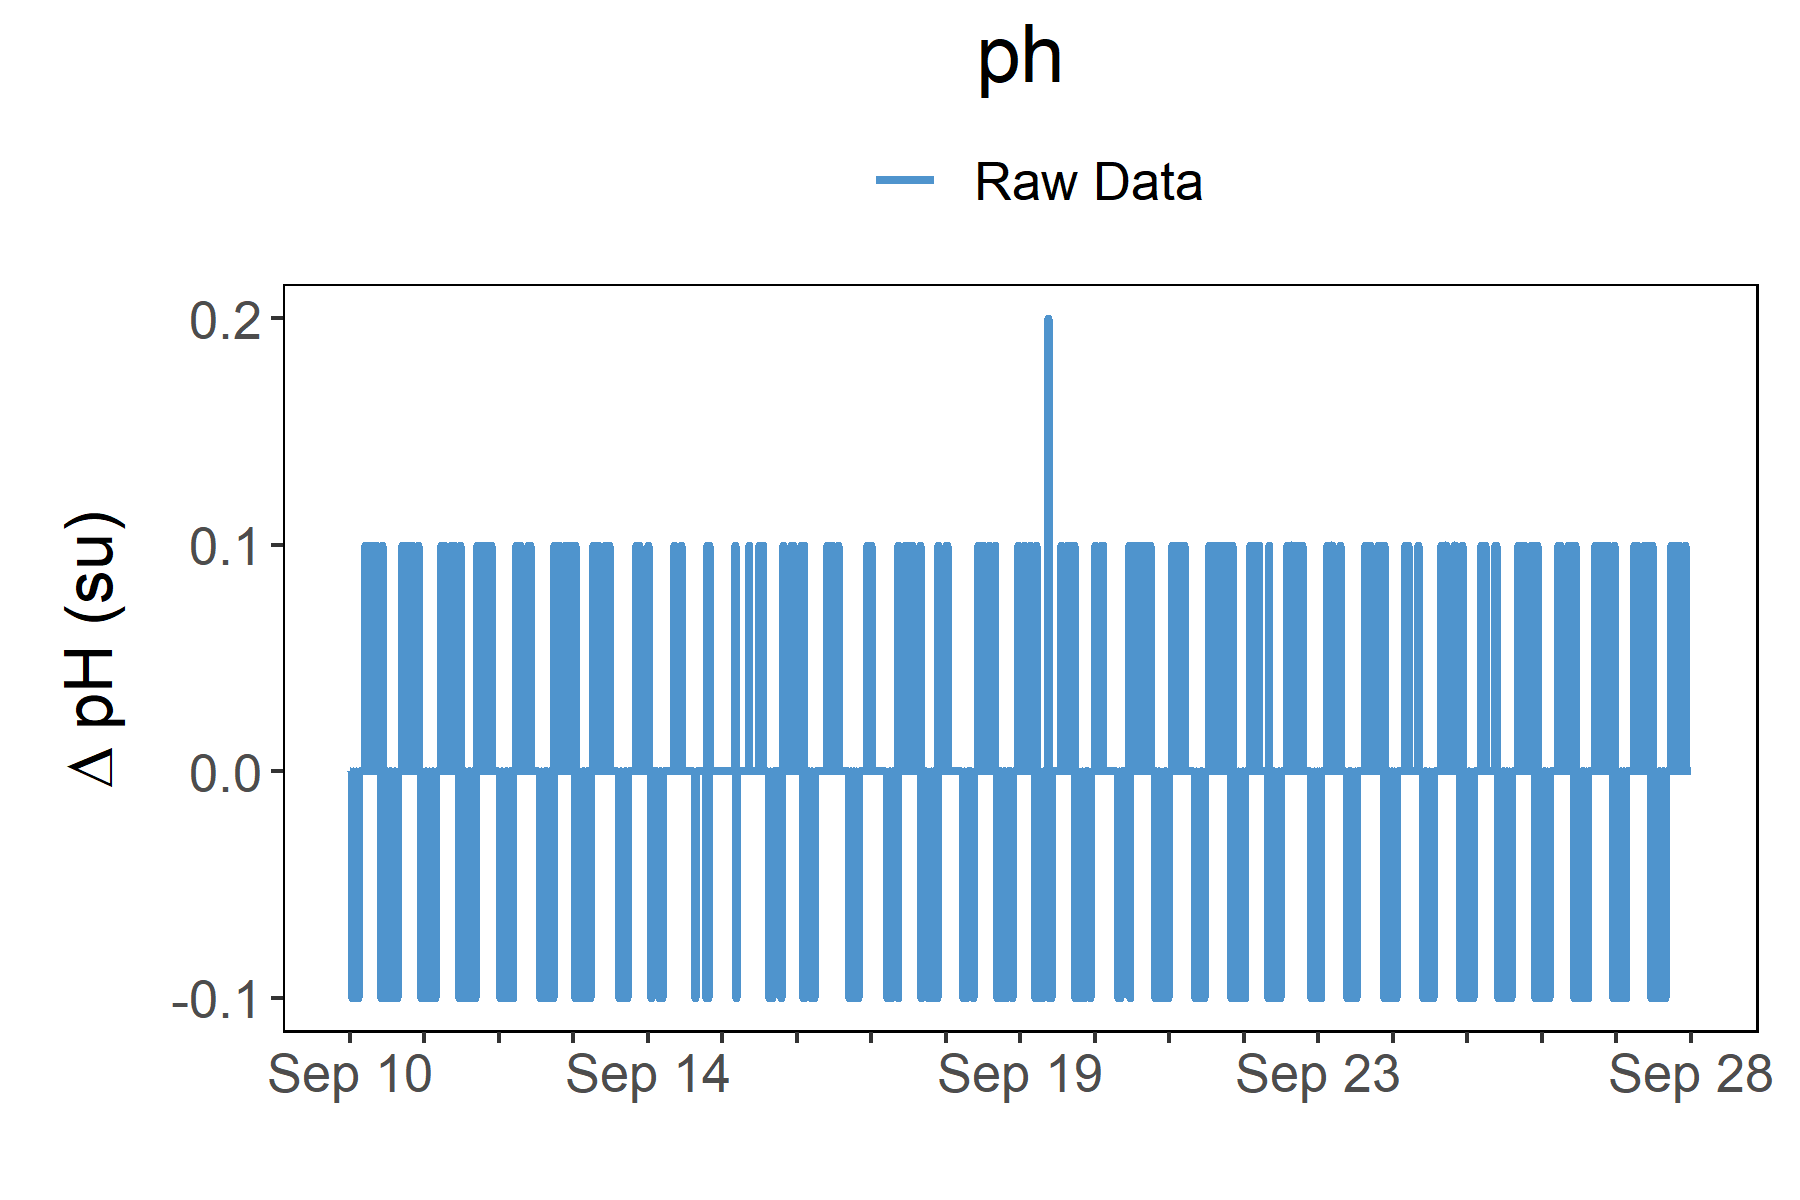 ph
Raw Data
Δ pH (su)
0.2
0.1
0.0
-0.1
Sep 10 Sep 14 Sep 19 Sep 23 Sep 28